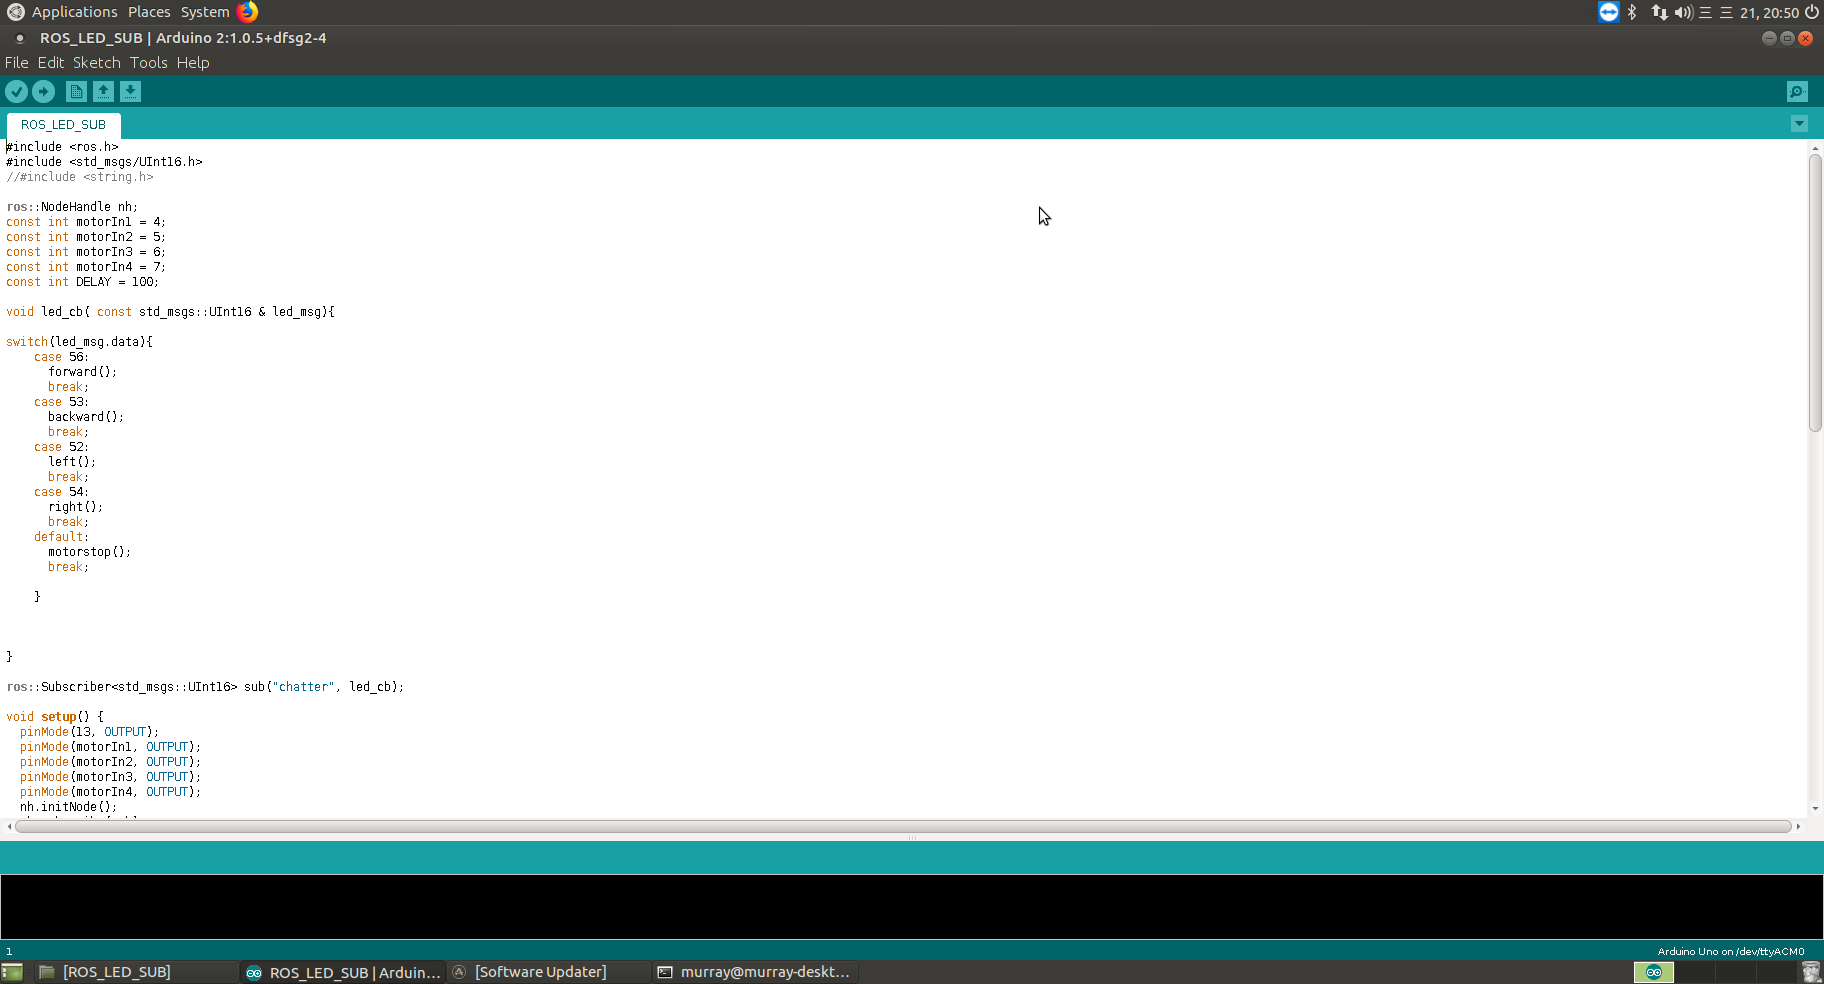 Applications Places System
三 三 21, 20:50
ROS_LED_SUB | Arduino 2:1.0.5+dfsg2-4
File Edit Sketch Tools Help
ROS_LED_SUB
#include <ros.h>
#include <std_msgs/UInt16.h>
//#include <string.h>
ros::NodeHandle nh;
const int motorIn1 = 4;
const int motorIn2 = 5;
const int motorIn3 = 6;
const int motorIn4 = 7;
const int DELAY = 100;
void led_cb( const std_msgs::UInt16 & led_msg){
switch(led_msg.data){
case 56:
forward();
break;
case 53:
backward();
break;
case 52:
left();
break;
case 54:
right();
break;
default:
motorstop();
break;
}
}
ros::Subscriber<std_msgs::UInt16> sub("chatter", led_cb);
void setup() {
pinMode(13, OUTPUT);
pinMode(motorIn1, OUTPUT);
pinMode(motorIn2, OUTPUT);
pinMode(motorIn3, OUTPUT);
pinMode(motorIn4, OUTPUT);
nh.initNode();
1
Arduino Uno on /dev/ttyACM0
[ROS_LED_SUB]
ROS_LED_SUB | Arduin...
[Software Updater]
murray@murray-deskt...